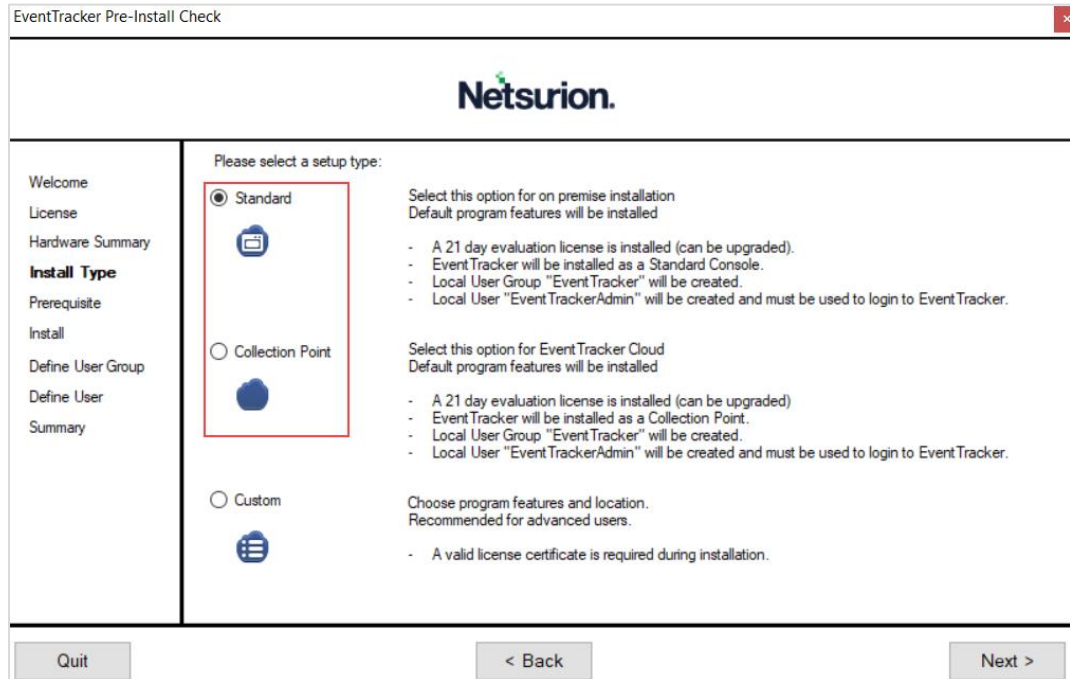 EventTracker Pre-Install Check
Netsurion.
Welcome
License
Hardware Summary
Install Type
Prerequisite
Install
Define User Group
Define User
Summary
Please select a setup type:
Standard
Select this option for on premise installation
Default program features will be installed
- A 21 day evaluation license is installed (can be upgraded).
- EventTracker will be installed as a Standard Console.
- Local User Group "EventTracker" will be created.
- Local User "EventTrackerAdmin" will be created and must be used to login to EventTracker.
Collection Point
Select this option for EventTracker Cloud
Default program features will be installed
- A 21 day evaluation license is installed (can be upgraded)
- EventTracker will be installed as a Collection Point.
- Local User Group "EventTracker" will be created.
- Local User "EventTrackerAdmin" will be created and must be used to login to EventTracker.
Custom
Choose program features and location.
Recommended for advanced users.
- A valid license certificate is required during installation.
Quit
< Back
Next >